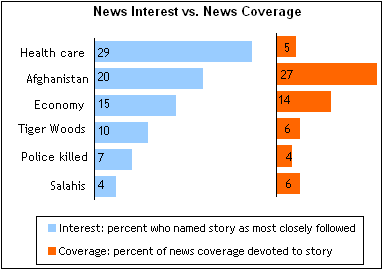 News Interest vs. News Coverage
Health care 29 5
Afghanistan 20 27
Economy 15 14
Tiger Woods 10 6
Police killed 7 4
Salahis 4 6
Interest: percent who named story as most closely followed
Coverage: percent of news coverage devoted to story